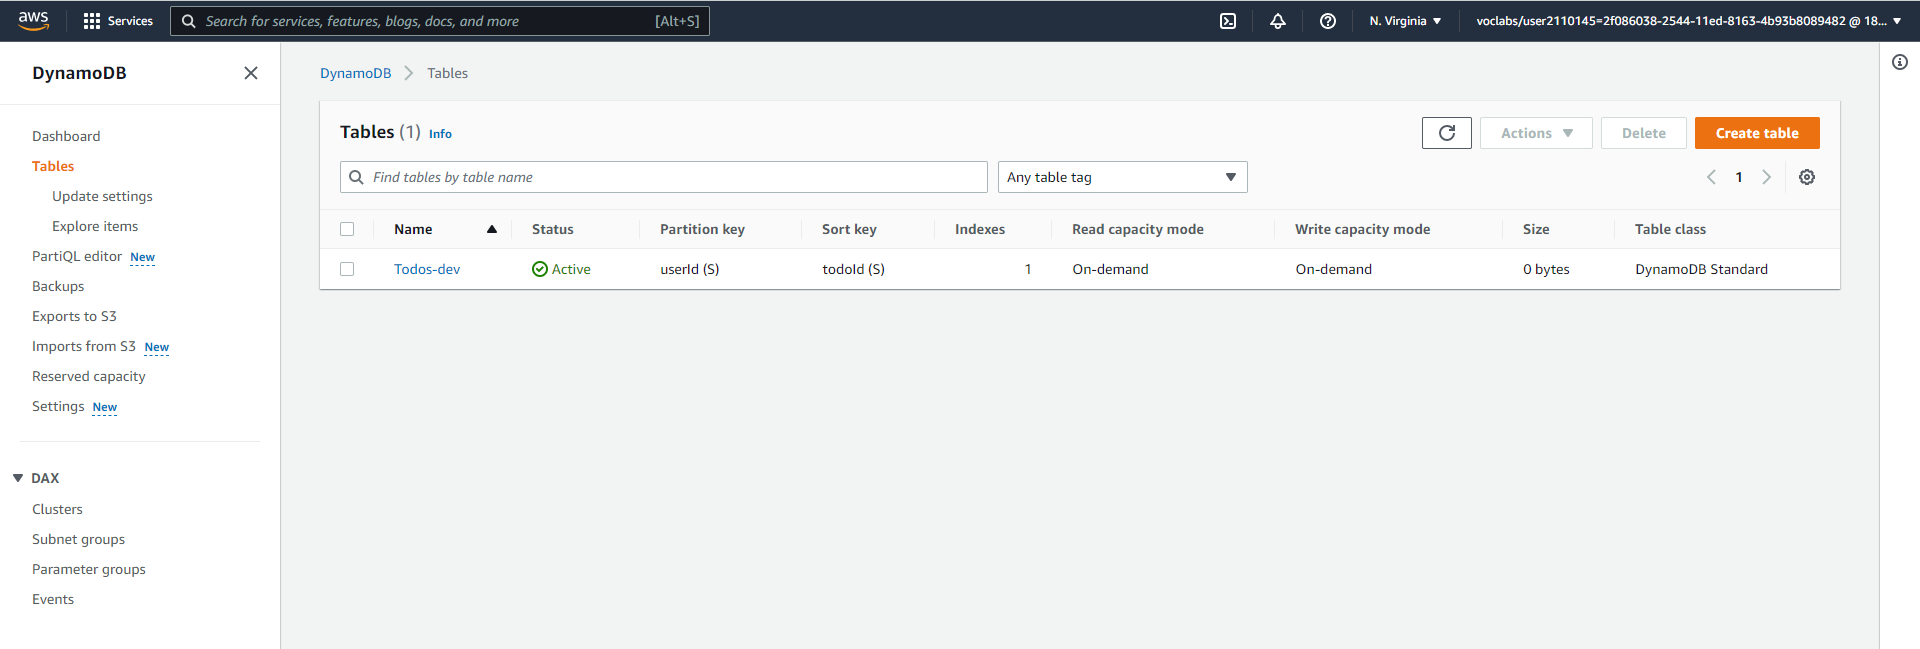 aws Services Search for services, features, blogs, docs, and more [Alt+S] N. Virginia voclabs/user2110145=2f086038-2544-11ed-8163-4b93b8089482 @ 18...
DynamoDB
DynamoDB Tables
Tables (1) Info
Actions Delete Create table
Find tables by table name
Any table tag
1
Name Status Partition key Sort key Indexes Read capacity mode Write capacity mode Size Table class
Todos-dev Active userId (S) todoId (S) 1 On-demand On-demand 0 bytes DynamoDB Standard
Dashboard
Tables
Update settings
Explore items
PartiQL editor New
Backups
Exports to S3
Imports from S3 New
Reserved capacity
Settings New
DAX
Clusters
Subnet groups
Parameter groups
Events